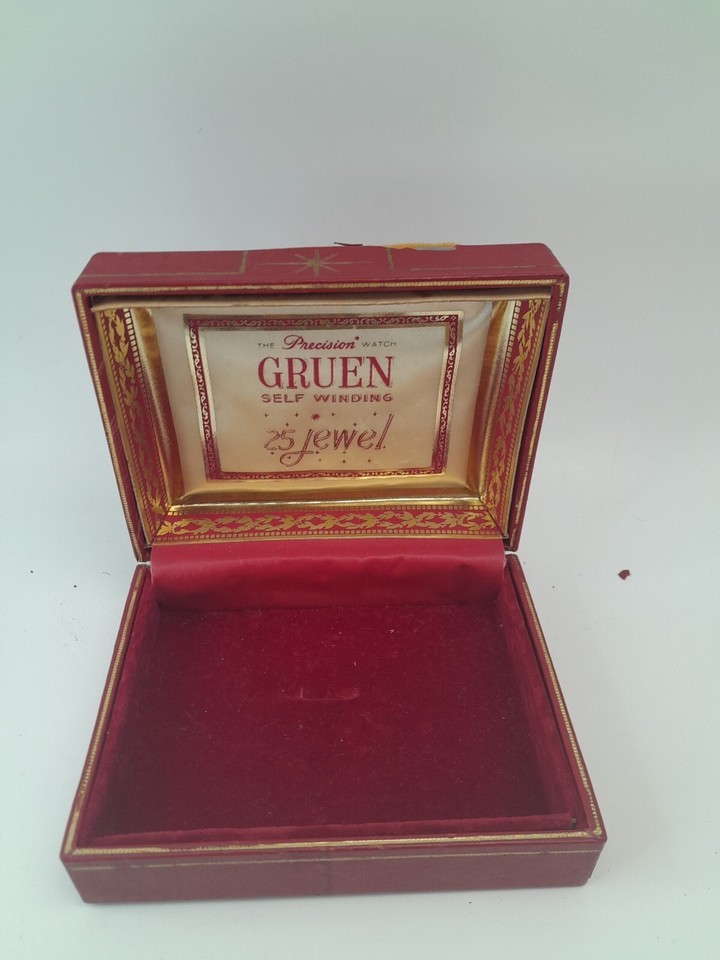 THE Precision WATCH
GRUEN
SELF WINDING
25 jewel